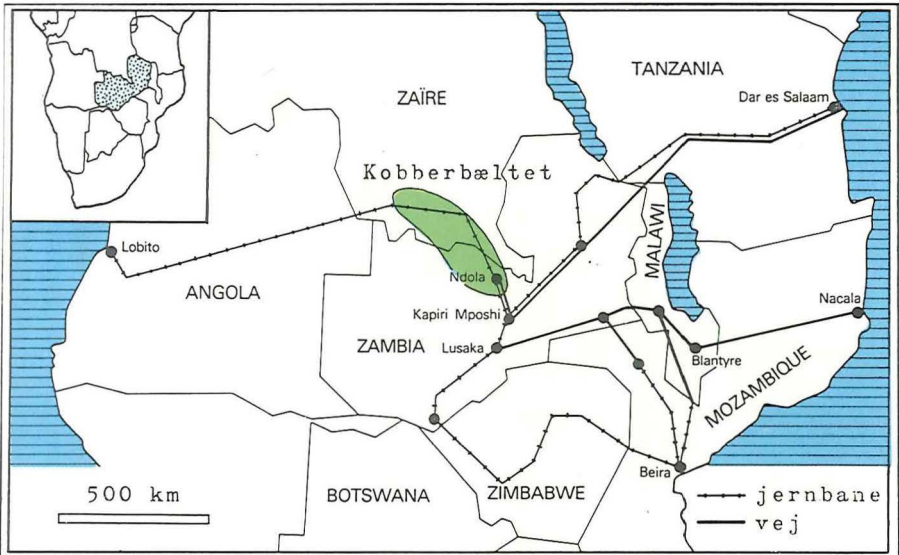 TANZANIA
ZAÏRE
Dar es Salaam
Kobberbæltet
MALAWI
Lobito
Ndola
ANGOLA
Nacala
Kapiri Mposhi
ZAMBIA
Lusaka
Blantyre
MOZAMBIQUE
Beira
500 km
BOTSWANA
ZIMBABWE
jernbane
vej